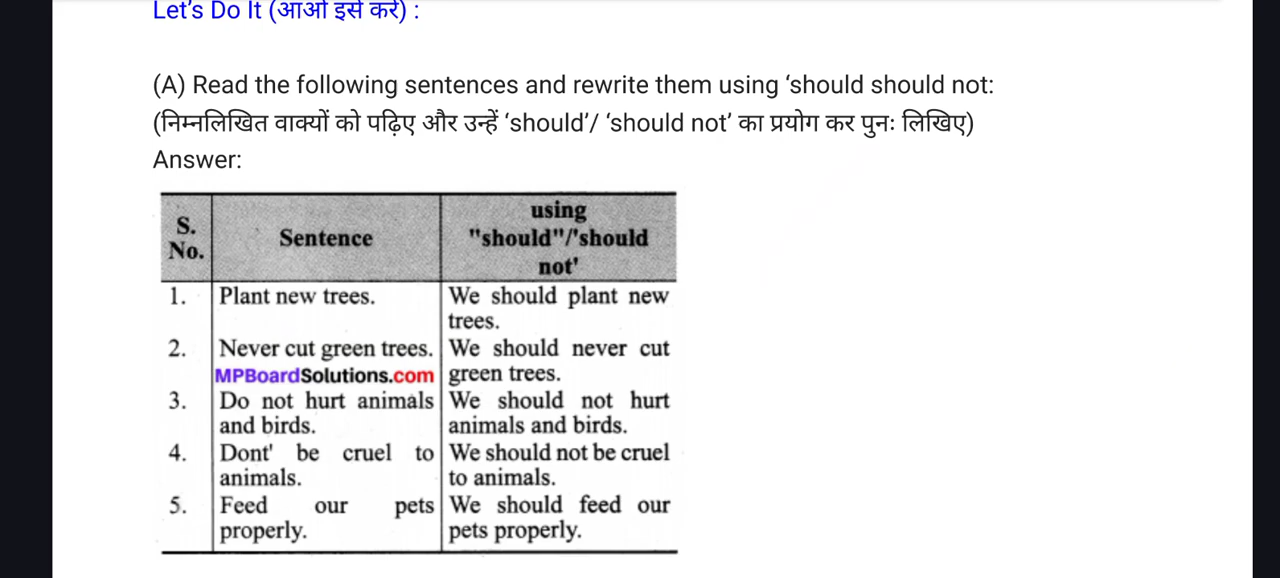 Let's Do It (आओ इसे करें) :
(A) Read the following sentences and rewrite them using ‘should should not:
(निम्नलिखित वाक्यों को पढ़िए और उन्हें ‘should’/ ‘should not’ का प्रयोग कर पुनः लिखिए)
Answer:
S. No.
Sentence
using
"should"/'should
not'
1.
Plant new trees.
We should plant new
trees.
2.
Never cut green trees.
MPBoardSolutions.com
We should never cut
green trees.
3.
Do not hurt animals
and birds.
We should not hurt
animals and birds.
4.
Dont' be cruel to
animals.
We should not be cruel
to animals.
5.
Feed our pets
properly.
We should feed our
pets properly.